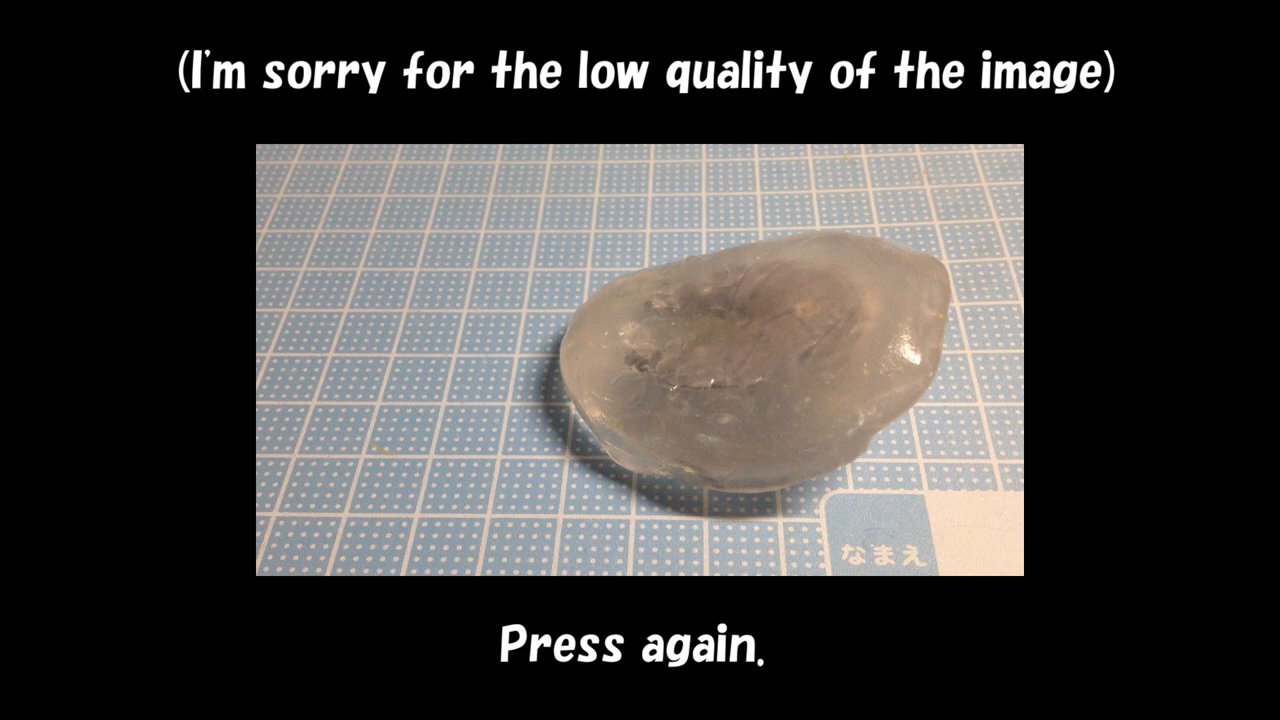 (I'm sorry for the low quality of the image)
なまえ
Press again.